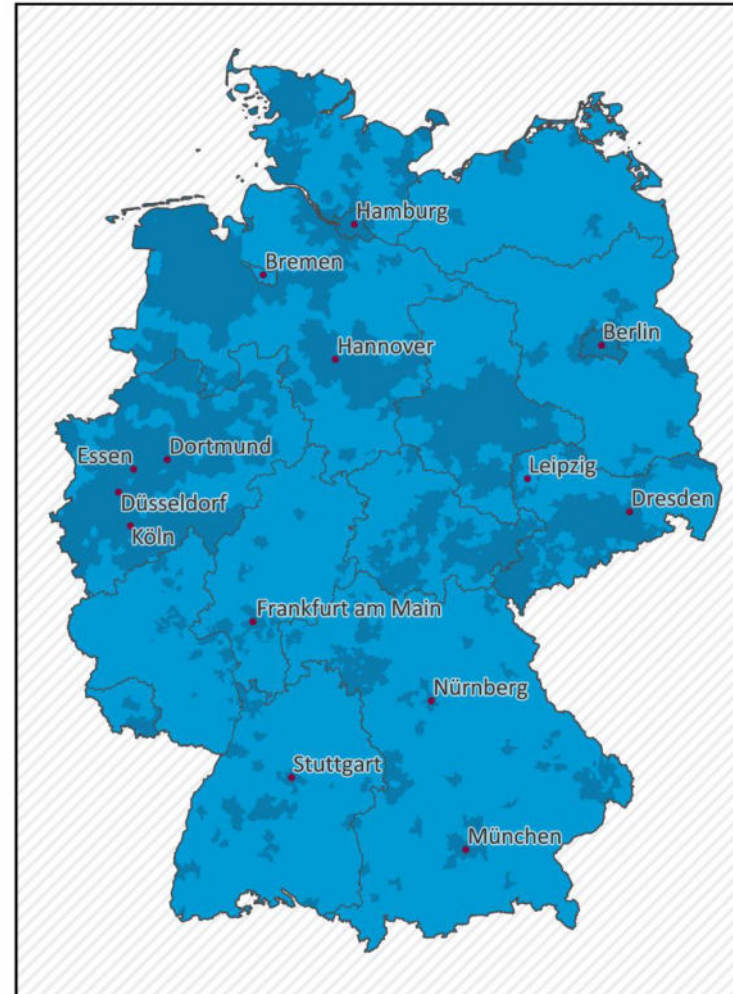 Hamburg
Bremen
Hannover
Berlin
Dortmund
Essen
Leipzig
Düsseldorf
Dresden
Köln
Frankfurt am Main
Nürnberg
Stuttgart
München